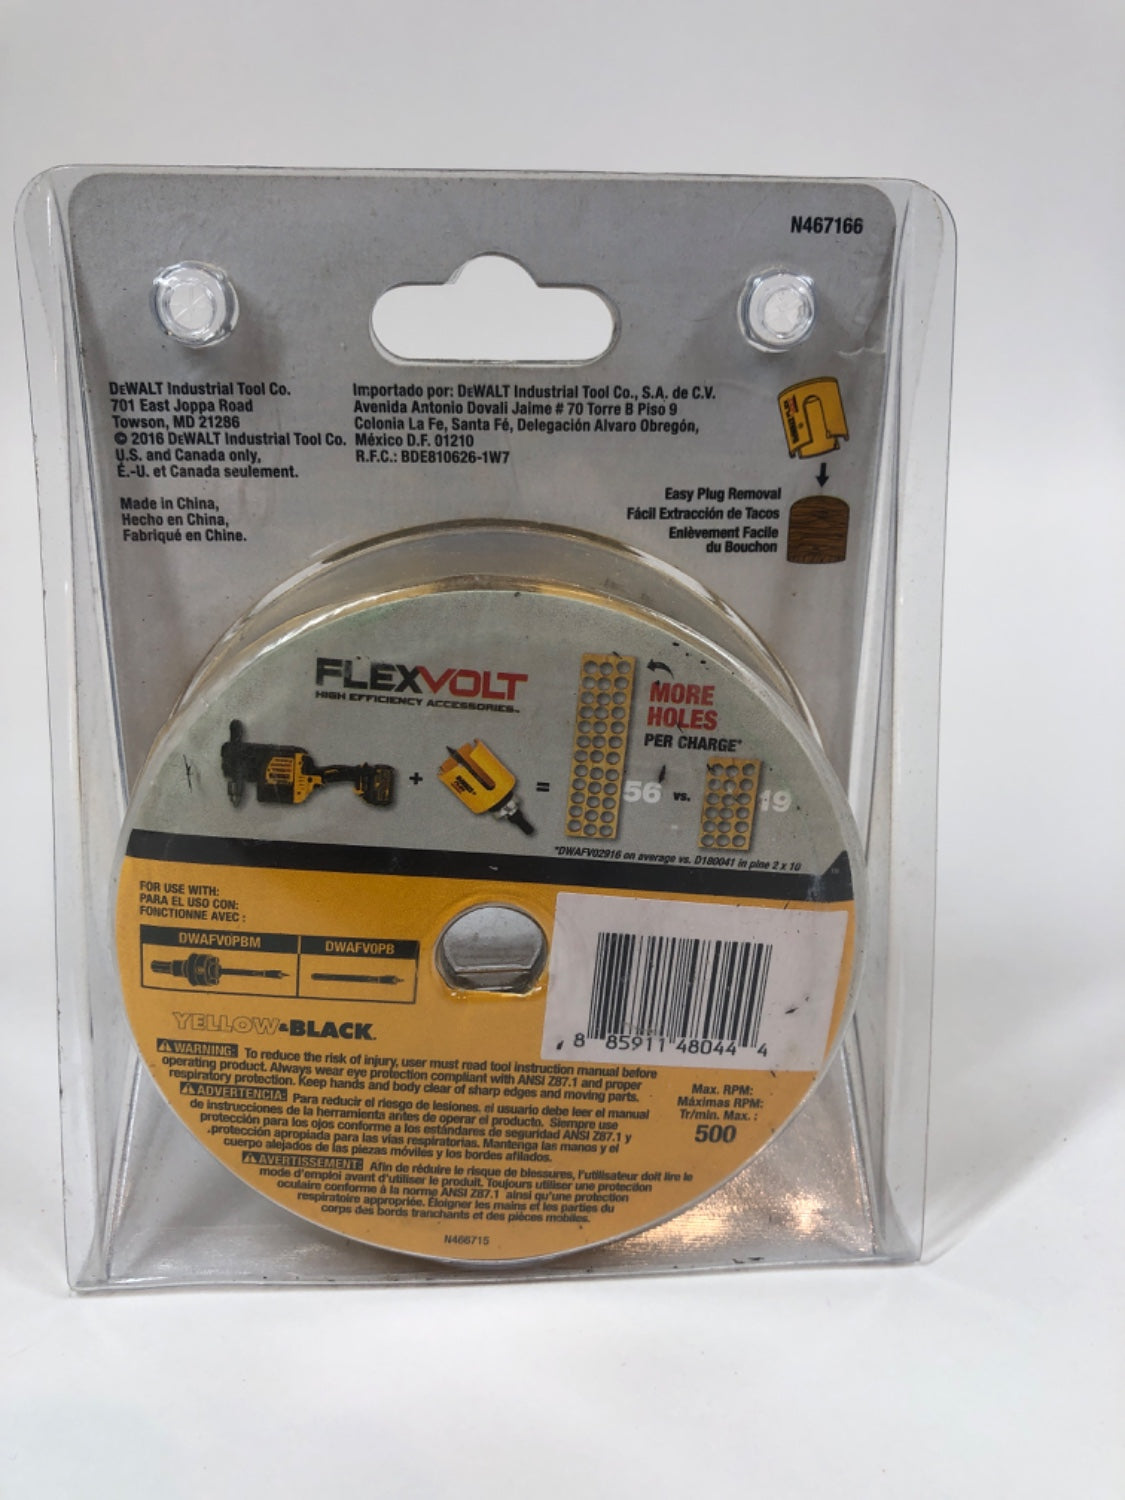 N467166
DEWALT Industrial Tool Co.
701 East Joppa Road
Towson, MD 21286
© 2016 DEWALT Industrial Tool Co.
U.S. and Canada only,
É.-U. et Canada seulement.
Made in China,
Hecho en China,
Fabriqué en Chine.
Importado por: DEWALT Industrial Tool Co., S.A. de C.V.
Avenida Antonio Dovali Jaime # 70 Torre B Piso 9
Colonia La Fe, Santa Fé, Delegación Alvaro Obregón,
México D.F. 01210
R.F.C.: BDE810626-1W7
Easy Plug Removal
Fácil Extracción de Tacos
Enlèvement Facile
du Bouchon
FLEXVOLT
HIGH EFFICIENCY ACCESSORIES™
MORE
HOLES
PER CHARGE*
+ = 56 vs. 19
*DWAFV02916 on average vs. D180041 in pine 2 x 10
FOR USE WITH:
PARA EL USO CON:
FONCTIONNE AVEC :
DWAFV0PBM DWAFV0PB
YELLOW&BLACK
WARNING: To reduce the risk of injury, user must read tool instruction manual before
operating product. Always wear eye protection compliant with ANSI Z87.1 and proper
respiratory protection. Keep hands and body clear of sharp edges and moving parts.
ADVERTENCIA: Para reducir el riesgo de lesiones, el usuario debe leer el manual
de instrucciones de la herramienta antes de operar el producto. Siempre use
protección para los ojos conforme a los estándares de seguridad ANSI Z87.1 y
protección apropiada para las vías respiratorias. Mantenga las manos y el
cuerpo alejados de las piezas móviles y los bordes afilados.
AVERTISSEMENT: Afin de réduire le risque de blessures, l'utilisateur doit lire le
mode d'emploi avant d'utiliser le produit. Toujours utiliser une protection
oculaire conforme à la norme ANSI Z87.1 ainsi qu'une protection
respiratoire appropriée. Éloigner les mains et les parties du
corps des bords tranchants et des pièces mobiles.
N466715
8 85911 48044 4
Max. RPM:
Máximas RPM:
Tr/min. Max. :
500